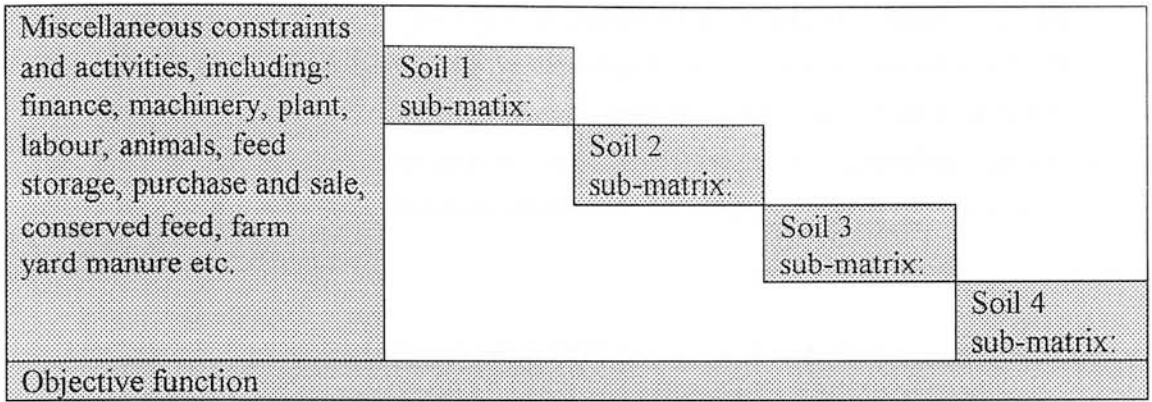 Miscellaneous constraints
and activities, including:
finance, machinery, plant,
labour, animals, feed
storage, purchase and sale,
conserved feed, farm
yard manure etc.
Soil 1
sub-matix:
Soil 2
sub-matrix:
Soil 3
sub-matrix:
Soil 4
sub-matrix:
Objective function